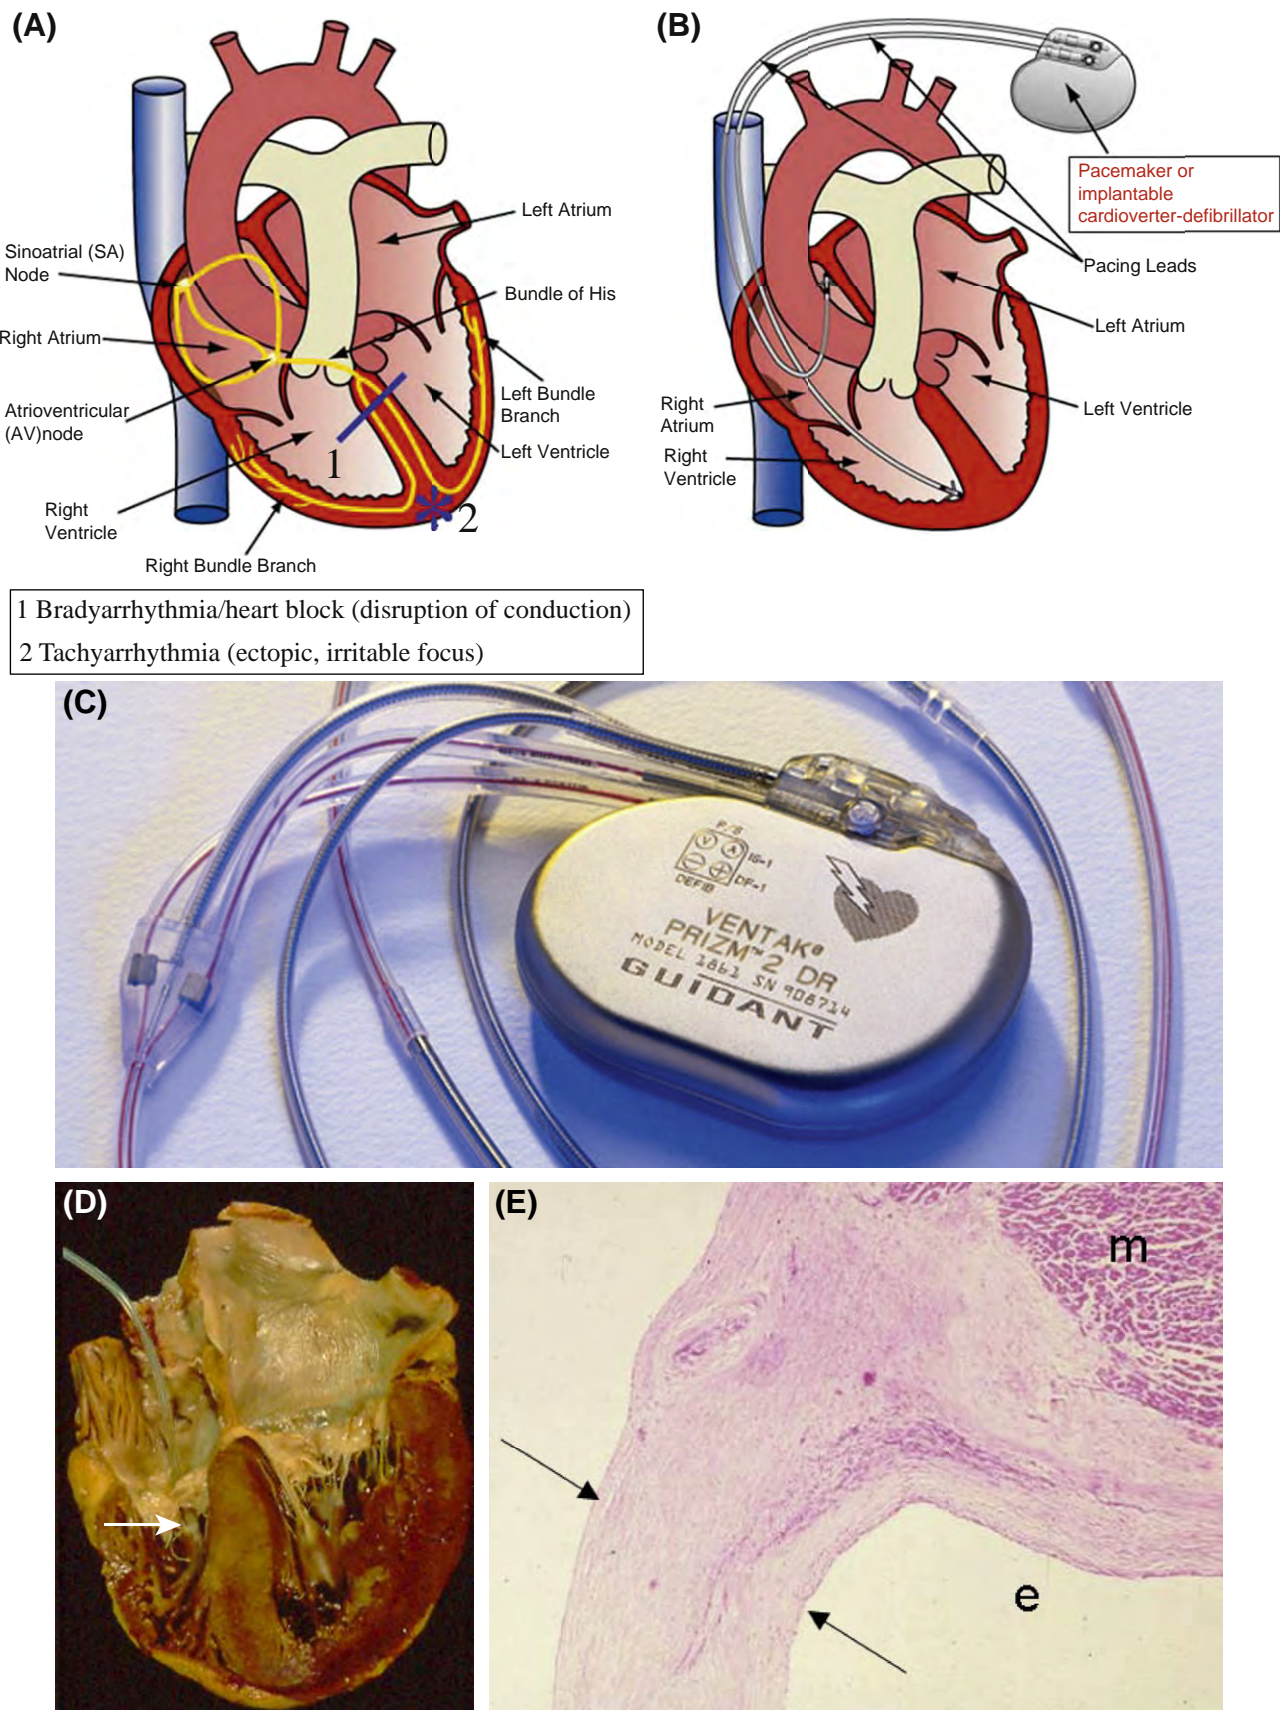 (A)
Sinoatrial (SA)
Node
Right Atrium
Atrioventricular
(AV)node
Right
Ventricle
Right Bundle Branch
Left Atrium
Bundle of His
Left Bundle
Branch
Left Ventricle
1
2
1 Bradyarrhythmia/heart block (disruption of conduction)
2 Tachyarrhythmia (ectopic, irritable focus)
(B)
Pacemaker or
implantable
cardioverter-defibrillator
Pacing Leads
Left Atrium
Left Ventricle
Right
Atrium
Right
Ventricle
(C)
P/S
V A IS-1
DF-1
DEFIB
VENTAK®
PRIZM™ 2 DR
MODEL 1861 SN 908714
GUIDANT
(D)
(E)
m
e